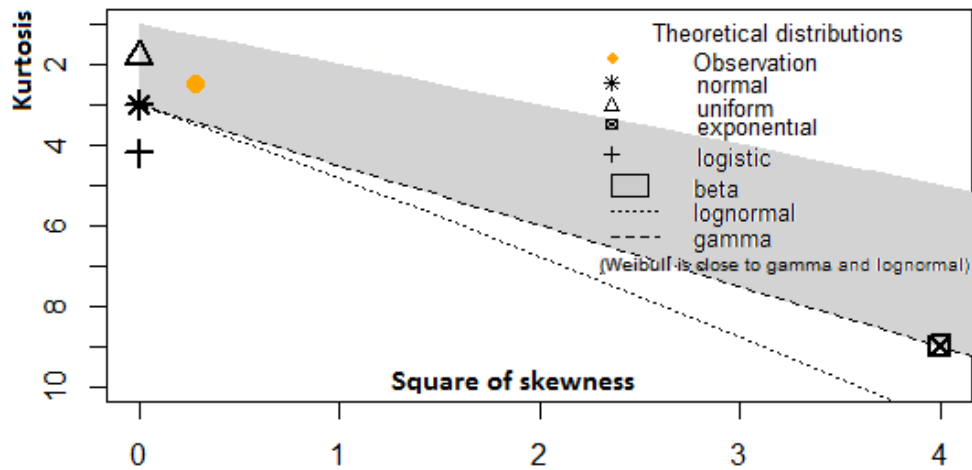 Kurtosis
2
4
6
8
10
Theoretical distributions
Observation
normal
uniform
exponential
logistic
beta
lognormal
gamma
(Weibull is close to gamma and lognormal)
Square of skewness
0 1 2 3 4